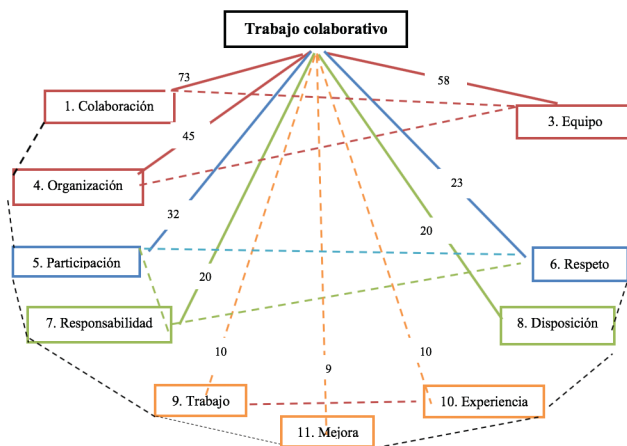 Trabajo colaborativo
73
58
1. Colaboración
3. Equipo
45
4. Organización
23
32
20
5. Participación
6. Respeto
20
7. Responsabilidad
8. Disposición
10
10
9
9. Trabajo
10. Experiencia
11. Mejora